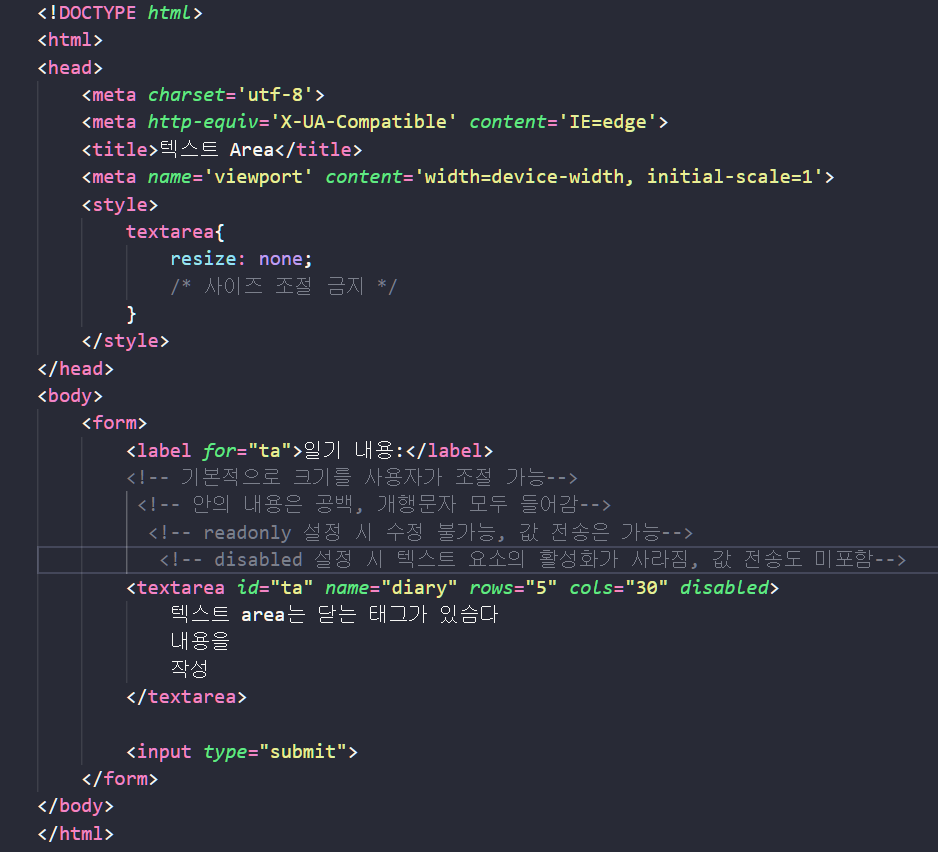 <!DOCTYPE html>
<html>
<head>
    <meta charset='utf-8'>
    <meta http-equiv='X-UA-Compatible' content='IE=edge'>
    <title>텍스트 Area</title>
    <meta name='viewport' content='width=device-width, initial-scale=1'>
    <style>
        textarea{
            resize: none;
            /* 사이즈 조절 금지 */
        }
    </style>
</head>
<body>
    <form>
        <label for="ta">일기 내용:</label>
        <!-- 기본적으로 크기를 사용자가 조절 가능-->
         <!-- 안의 내용은 공백, 개행문자 모두 들어감-->
          <!-- readonly 설정 시 수정 불가능, 값 전송은 가능-->
           <!-- disabled 설정 시 텍스트 요소의 활성화가 사라짐, 값 전송도 미포함-->
        <textarea id="ta" name="diary" rows="5" cols="30" disabled>
            텍스트 area는 닫는 태그가 있슴다
            내용을
            작성
        </textarea>

        <input type="submit">
    </form>
</body>
</html>